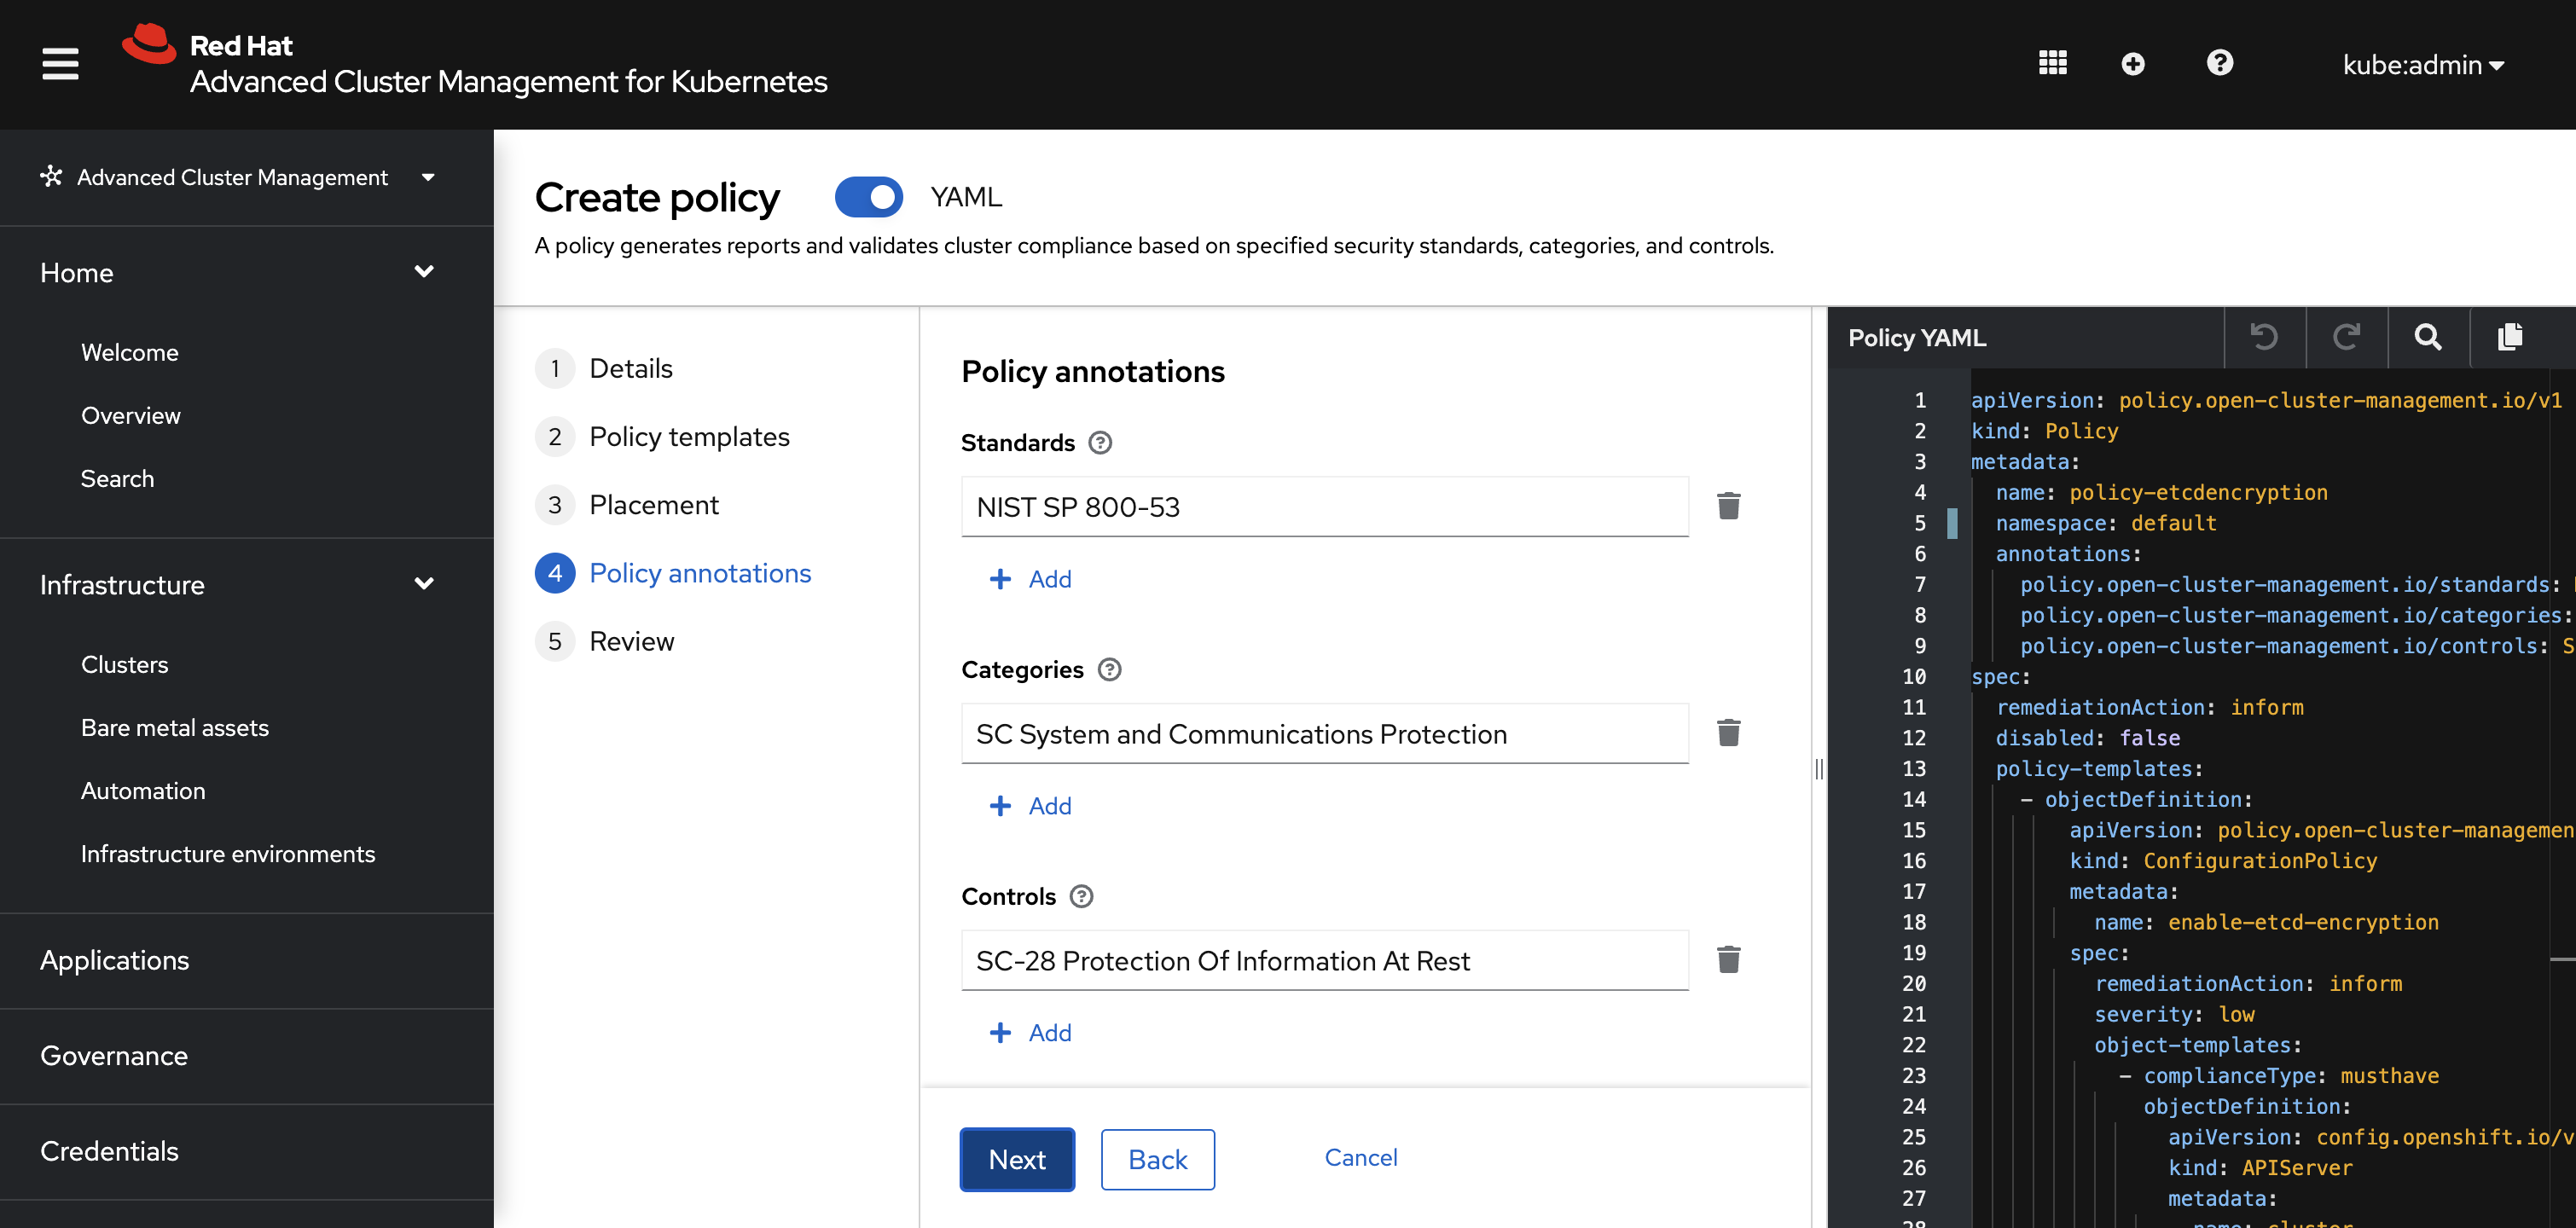 Red Hat
Advanced Cluster Management for Kubernetes
kube:admin
Advanced Cluster Management
Home
Welcome
Overview
Search
Infrastructure
Clusters
Bare metal assets
Automation
Infrastructure environments
Applications
Governance
Credentials
Create policy
YAML
A policy generates reports and validates cluster compliance based on specified security standards, categories, and controls.
1 Details
2 Policy templates
3 Placement
4 Policy annotations
5 Review
Policy annotations
Standards
NIST SP 800-53
Add
Categories
SC System and Communications Protection
Add
Controls
SC-28 Protection Of Information At Rest
Add
Next
Back
Cancel
Policy YAML
1 apiVersion: policy.open-cluster-management.io/v1
2 kind: Policy
3 metadata:
4 name: policy-etcdencryption
5 namespace: default
6 annotations:
7 policy.open-cluster-management.io/standards:
8 policy.open-cluster-management.io/categories:
9 policy.open-cluster-management.io/controls: S
10 spec:
11 remediationAction: inform
12 disabled: false
13 policy-templates:
14 - objectDefinition:
15 apiVersion: policy.open-cluster-managemen
16 kind: ConfigurationPolicy
17 metadata:
18 name: enable-etcd-encryption
19 spec:
20 remediationAction: inform
21 severity: low
22 object-templates:
23 - complianceType: musthave
24 objectDefinition:
25 apiVersion: config.openshift.io/v
26 kind: APIServer
27 metadata:
28 name: cluster